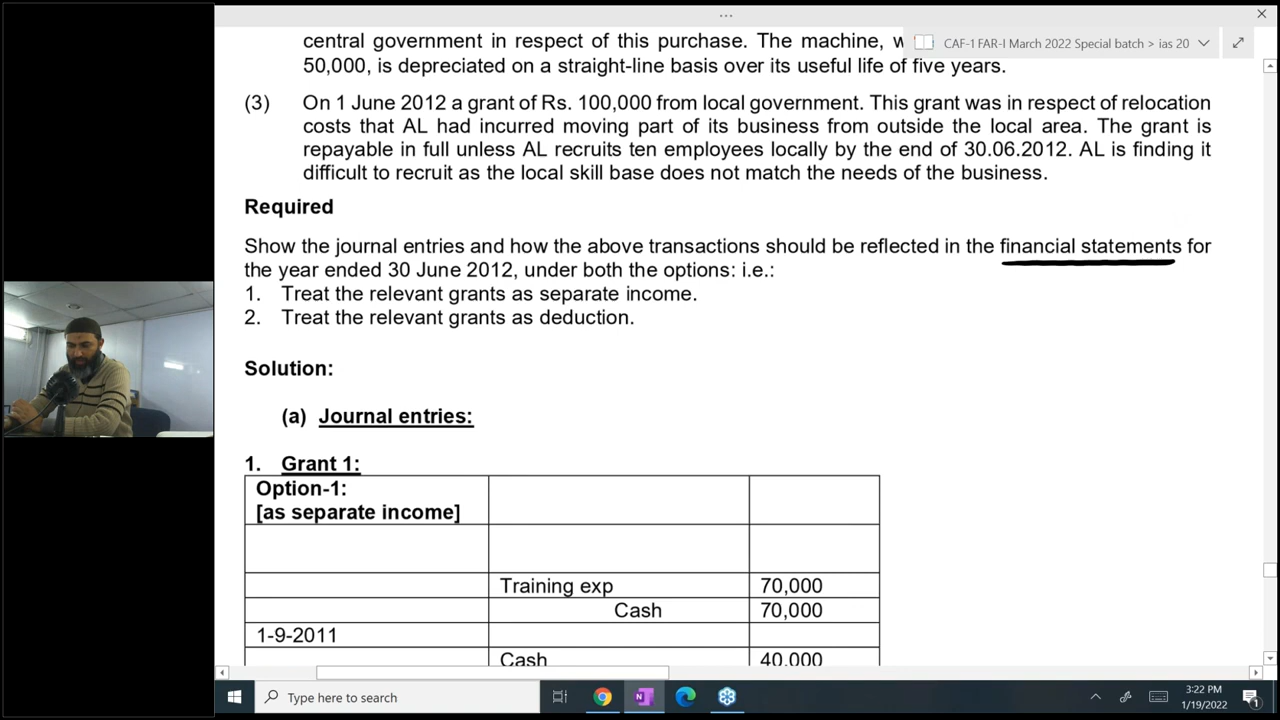 central government in respect of this purchase. The machine, w
CAF-1 FAR-I March 2022 Special batch > ias 20
50,000, is depreciated on a straight-line basis over its useful life of five years.
(3) On 1 June 2012 a grant of Rs. 100,000 from local government. This grant was in respect of relocation
costs that AL had incurred moving part of its business from outside the local area. The grant is
repayable in full unless AL recruits ten employees locally by the end of 30.06.2012. AL is finding it
difficult to recruit as the local skill base does not match the needs of the business.
Required
Show the journal entries and how the above transactions should be reflected in the financial statements for
the year ended 30 June 2012, under both the options: i.e.:
1. Treat the relevant grants as separate income.
2. Treat the relevant grants as deduction.
Solution:
(a) Journal entries:
1. Grant 1:
Option-1:
[as separate income]
Training exp 70,000
Cash 70,000
1-9-2011
Cash 40,000
Type here to search
3:22 PM
1/19/2022
1